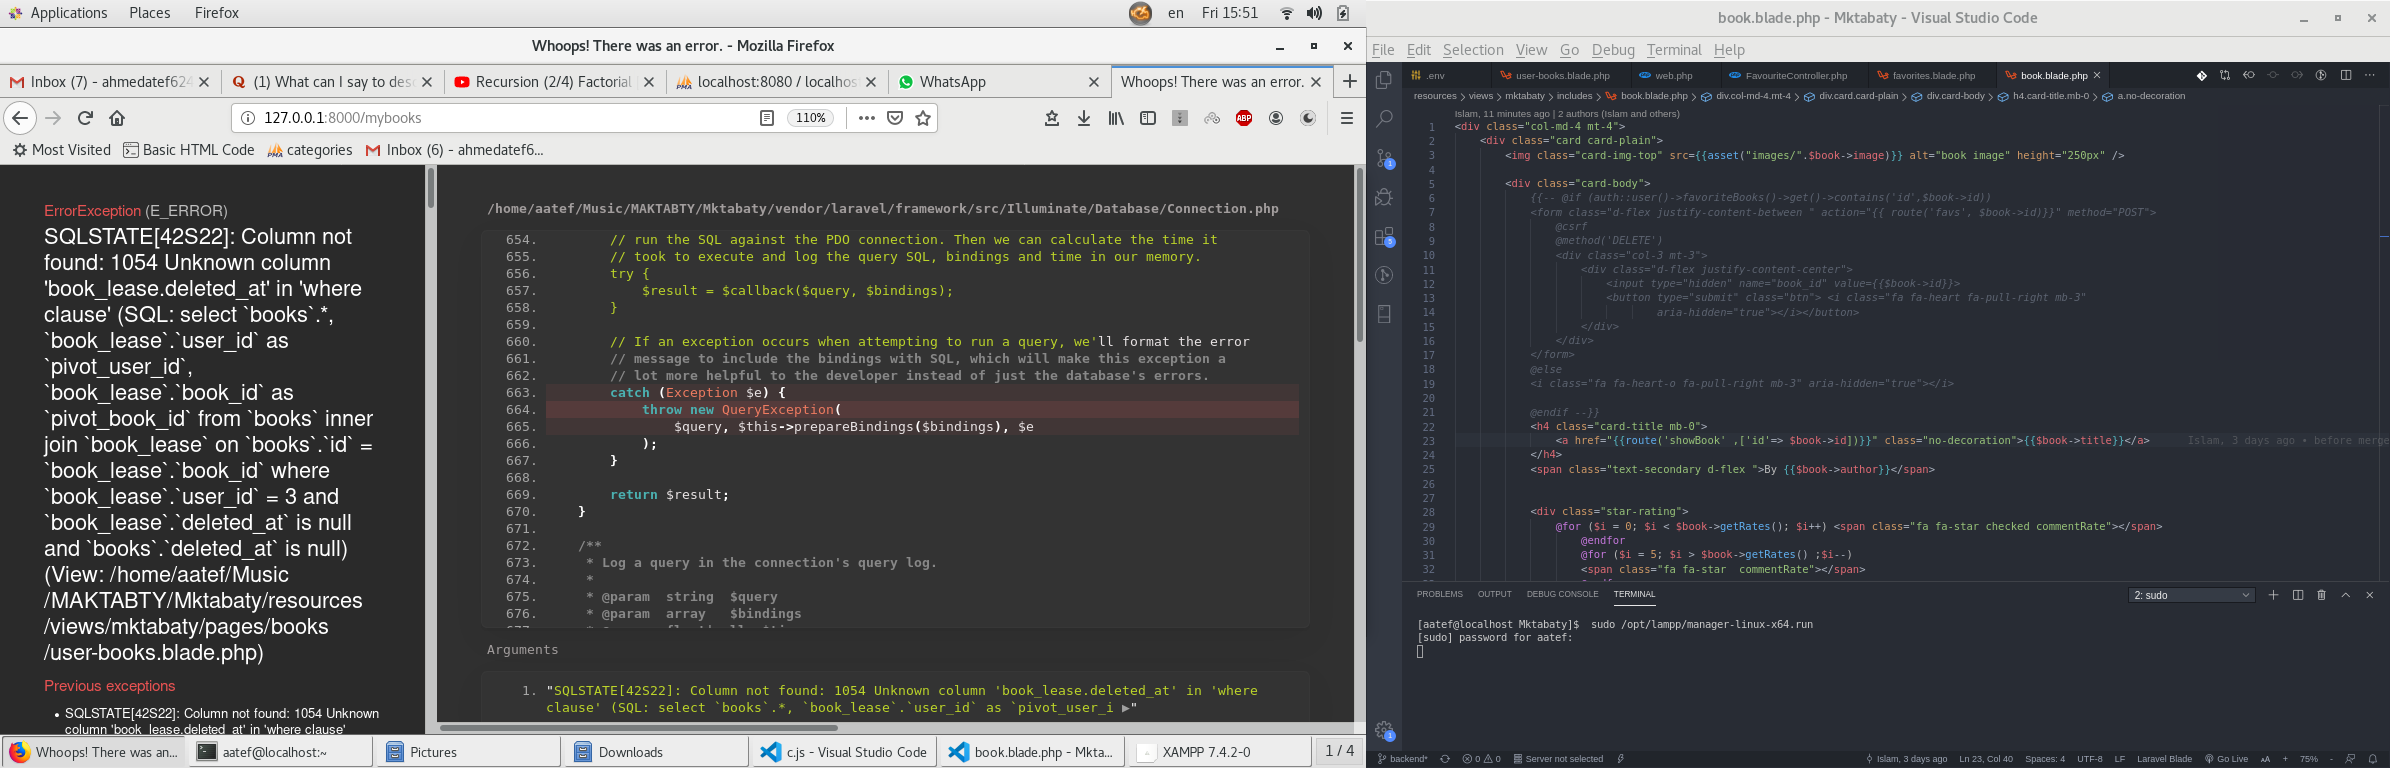 Applications Places Firefox
en Fri 15:51
Whoops! There was an error. - Mozilla Firefox
Inbox (7) - ahmedatef624
(1) What can I say to des
Recursion (2/4) Factorial
localhost:8080 / localhos
WhatsApp
Whoops! There was an error.
127.0.0.1:8000/mybooks
110%
ABP
Most Visited
Basic HTML Code
categories
Inbox (6) - ahmedatef6...
ErrorException (E_ERROR)
SQLSTATE[42S22]: Column not
found: 1054 Unknown column
'book_lease.deleted_at' in 'where
clause' (SQL: select `books`.*,
`book_lease`.`user_id` as
`pivot_user_id`,
`book_lease`.`book_id` as
`pivot_book_id` from `books` inner
join `book_lease` on `books`.`id` =
`book_lease`.`book_id` where
`book_lease`.`user_id` = 3 and
`book_lease`.`deleted_at` is null
and `books`.`deleted_at` is null)
(View: /home/aatef/Music
/MAKTABTY/Mktabaty/resources
/views/mktabaty/pages/books
/user-books.blade.php)
Previous exceptions
• SQLSTATE[42S22]: Column not found: 1054 Unknown
column 'book_lease.deleted_at' in 'where clause'
/home/aatef/Music/MAKTABTY/Mktabaty/vendor/laravel/framework/src/Illuminate/Database/Connection.php
654. // run the SQL against the PDO connection. Then we can calculate the time it
655. // took to execute and log the query SQL, bindings and time in our memory.
656. try {
657. $result = $callback($query, $bindings);
658. }
659.
660. // If an exception occurs when attempting to run a query, we'll format the error
661. // message to include the bindings with SQL, which will make this exception a
662. // lot more helpful to the developer instead of just the database's errors.
663. catch (Exception $e) {
664. throw new QueryException(
665. $query, $this->prepareBindings($bindings), $e
666. );
667. }
668.
669. return $result;
670. }
671.
672. /**
673. * Log a query in the connection's query log.
674. *
675. * @param string $query
676. * @param array $bindings
Arguments
1. "SQLSTATE[42S22]: Column not found: 1054 Unknown column 'book_lease.deleted_at' in 'where
clause' (SQL: select `books`.*, `book_lease`.`user_id` as `pivot_user_i ▶"
Whoops! There was an...
aatef@localhost:~
Pictures
Downloads
c.js - Visual Studio Code
book.blade.php - Mkta...
XAMPP 7.4.2-0
1 / 4
book.blade.php - Mktabaty - Visual Studio Code
File Edit Selection View Go Debug Terminal Help
.env
user-books.blade.php
web.php
FavouriteController.php
favorites.blade.php
book.blade.php
resources > views > mktabaty > includes > book.blade.php > div.col-md-4.mt-4 > div.card.card-plain > div.card-body > h4.card-title.mb-0 > a.no-decoration
Islam, 11 minutes ago | 2 authors (Islam and others)
1 <div class="col-md-4 mt-4">
2 <div class="card card-plain">
3 <img class="card-img-top" src={{asset("images/".$book->image)}} alt="book image" height="250px" />
4
5 <div class="card-body">
6 {{-- @if (auth::user()->favoriteBooks()->get()->contains('id',$book->id))
7 <form class="d-flex justify-content-between " action="{{ route('favs', $book->id)}}" method="POST">
8 @csrf
9 @method('DELETE')
10 <div class="col-3 mt-3">
11 <div class="d-flex justify-content-center">
12 <input type="hidden" name="book_id" value={{$book->id}}>
13 <button type="submit" class="btn"> <i class="fa fa-heart fa-pull-right mb-3"
14 aria-hidden="true"></i></button>
15 </div>
16 </div>
17 </form>
18 @else
19 <i class="fa fa-heart-o fa-pull-right mb-3" aria-hidden="true"></i>
20
21 @endif --}}
22 <h4 class="card-title mb-0">
23 <a href="{{route('showBook' ,['id'=> $book->id])}}" class="no-decoration">{{$book->title}}</a> Islam, 3 days ago • before merge
24 </h4>
25 <span class="text-secondary d-flex ">By {{$book->author}}</span>
26
27
28 <div class="star-rating">
29 @for ($i = 0; $i < $book->getRates(); $i++) <span class="fa fa-star checked commentRate"></span>
30 @endfor
31 @for ($i = 5; $i > $book->getRates() ;$i--)
32 <span class="fa fa-star commentRate"></span>
PROBLEMS OUTPUT DEBUG CONSOLE TERMINAL
2: sudo
[aatef@localhost Mktabaty]$ sudo /opt/lampp/manager-linux-x64.run
[sudo] password for aatef:
backend* 0 0 Server not selected
Islam, 3 days ago Ln 23, Col 40 Spaces: 4 UTF-8 LF Laravel Blade Go Live + 75% -